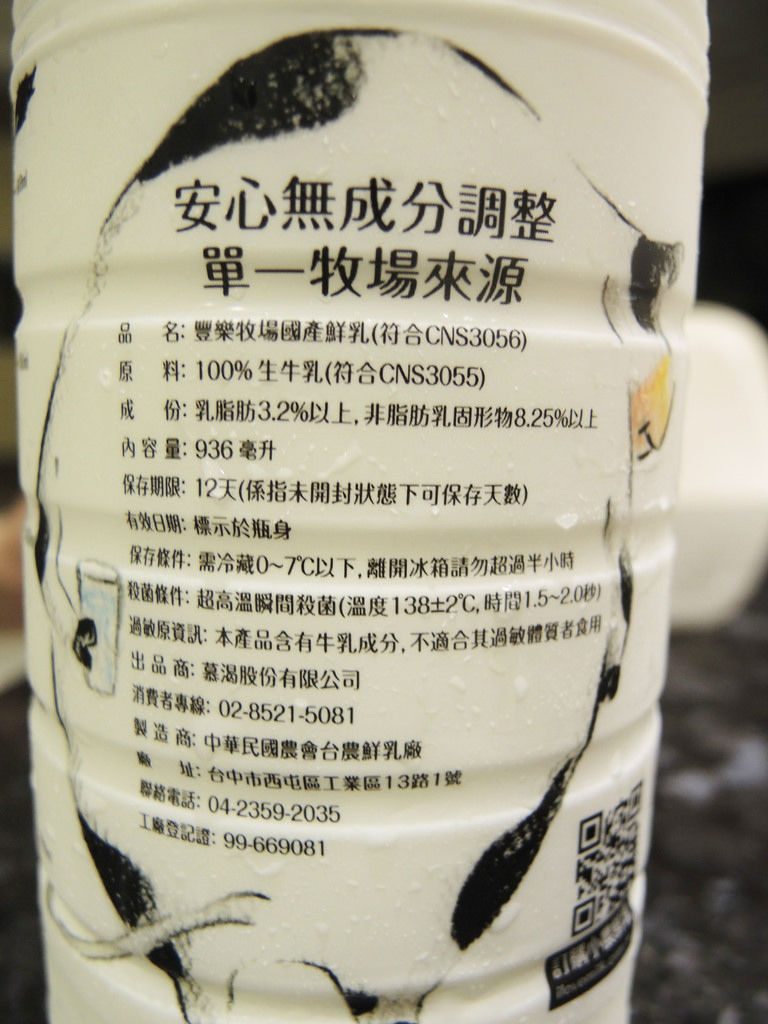 安心無成分調整
單一牧場來源
品 名: 豐樂牧場國產鮮乳(符合CNS3056)
原 料: 100% 生牛乳(符合CNS3055)
成 份: 乳脂肪3.2%以上, 非脂肪乳固形物8.25%以上
內容量: 936 毫升
保存期限: 12天(係指未開封狀態下可保存天數)
有效日期: 標示於瓶身
保存條件: 需冷藏0~7℃以下, 離開冰箱請勿超過半小時
殺菌條件: 超高溫瞬間殺菌(溫度138±2℃, 時間1.5~2.0秒)
過敏原資訊: 本產品含有牛乳成分, 不適合其過敏體質者食用
出品商: 慕渴股份有限公司
消費者專線: 02-8521-5081
製造商: 中華民國農會台農鮮乳廠
廠 址: 台中市西屯區工業區13路1號
聯絡電話: 04-2359-2035
工廠登記證: 99-669081